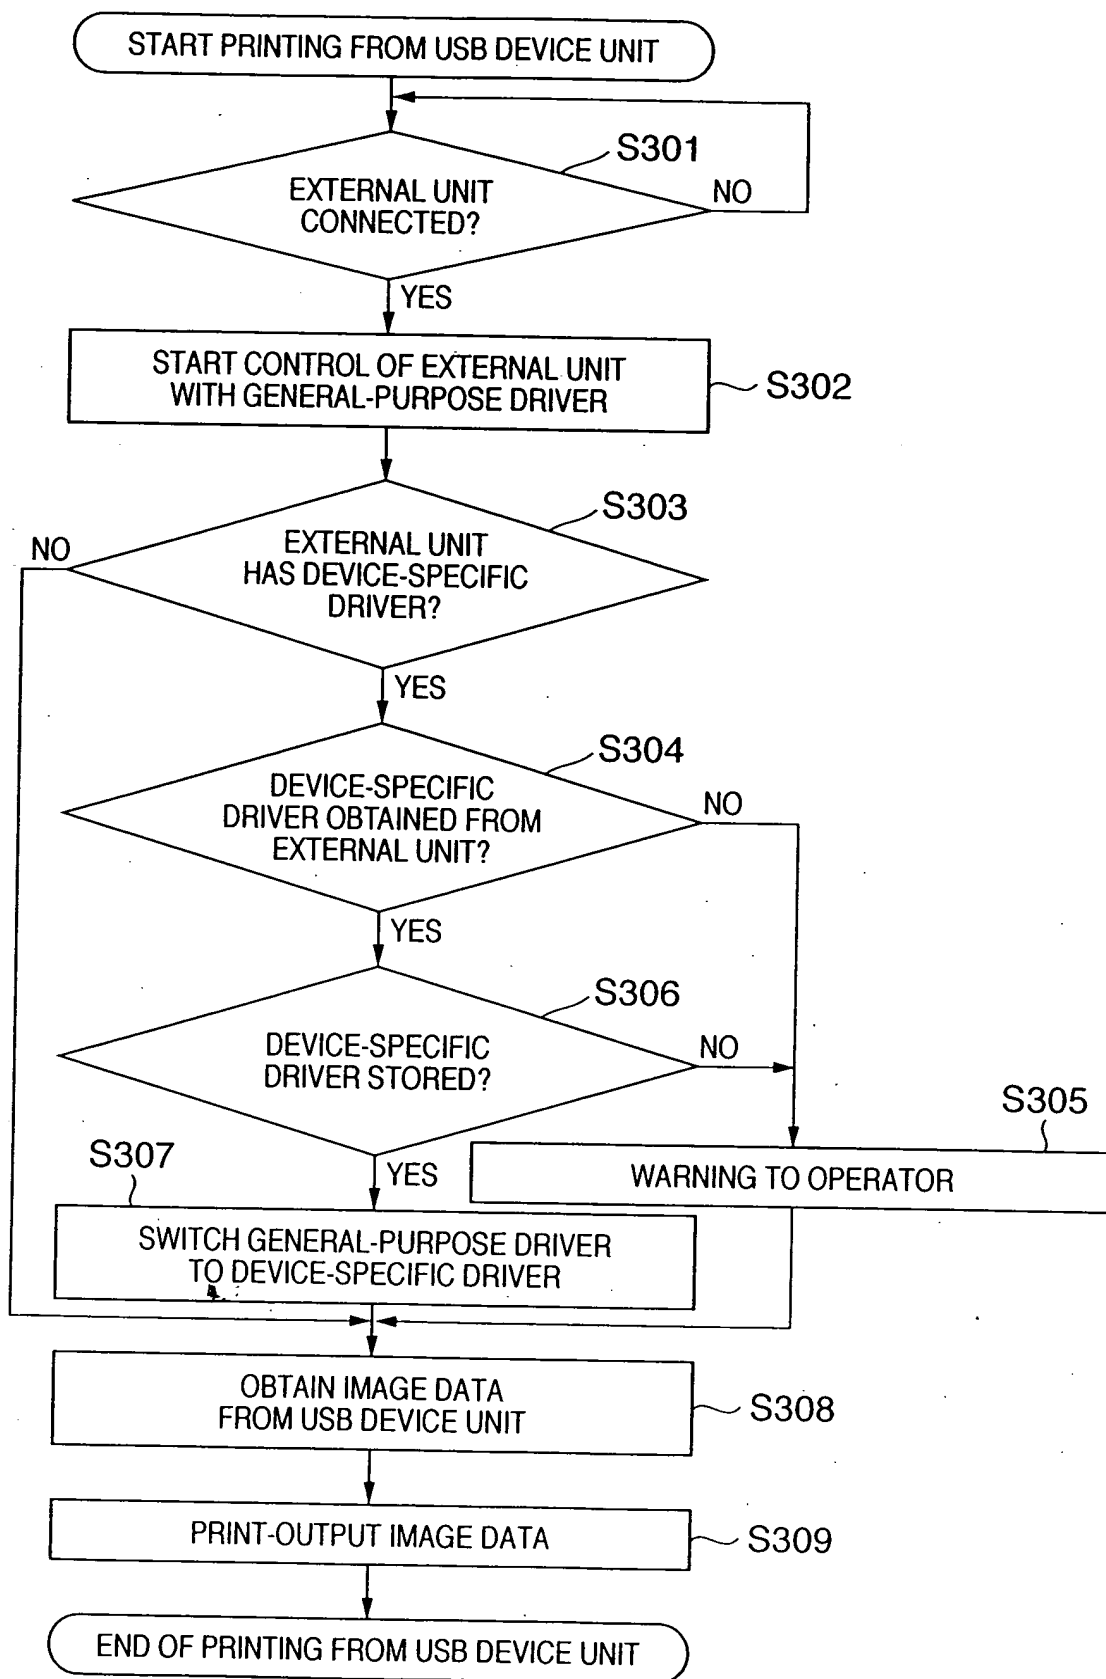 START PRINTING FROM USB DEVICE UNIT
S301
EXTERNAL UNIT
CONNECTED?
NO
YES
START CONTROL OF EXTERNAL UNIT
WITH GENERAL-PURPOSE DRIVER
S302
S303
NO
EXTERNAL UNIT
HAS DEVICE-SPECIFIC
DRIVER?
YES
S304
DEVICE-SPECIFIC
DRIVER OBTAINED FROM
EXTERNAL UNIT?
NO
YES
S306
DEVICE-SPECIFIC
DRIVER STORED?
NO
S305
WARNING TO OPERATOR
S307
YES
SWITCH GENERAL-PURPOSE DRIVER
TO DEVICE-SPECIFIC DRIVER
OBTAIN IMAGE DATA
FROM USB DEVICE UNIT
S308
PRINT-OUTPUT IMAGE DATA
S309
END OF PRINTING FROM USB DEVICE UNIT